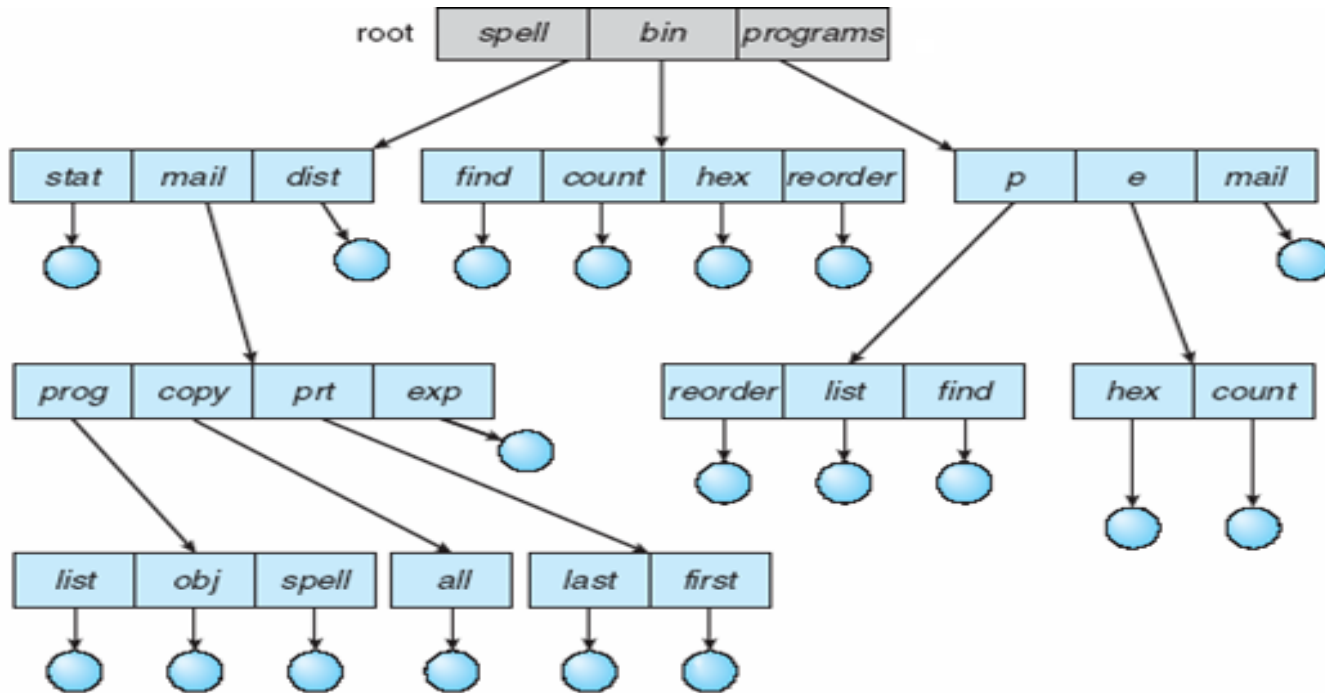 root spell bin programs
stat mail dist find count hex reorder p e mail
prog copy prt exp reorder list find hex count
list obj spell all last first